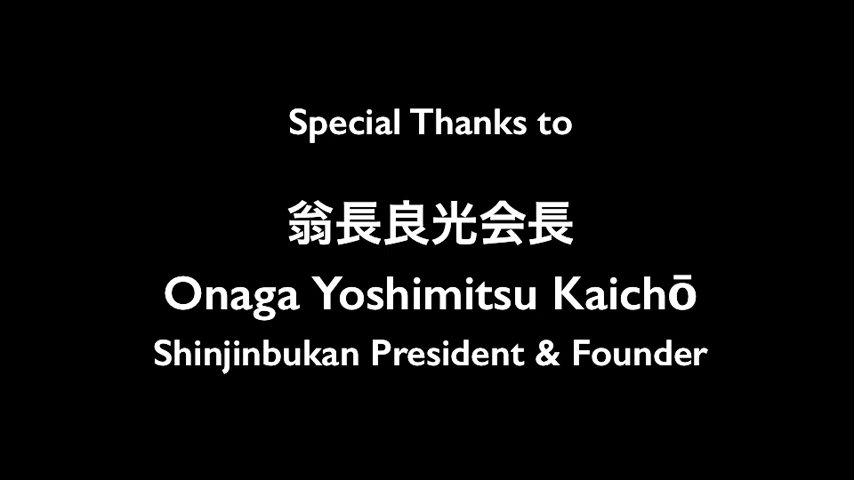 Special Thanks to
翁長良光会長
Onaga Yoshimitsu Kaichō
Shinjinbukan President & Founder